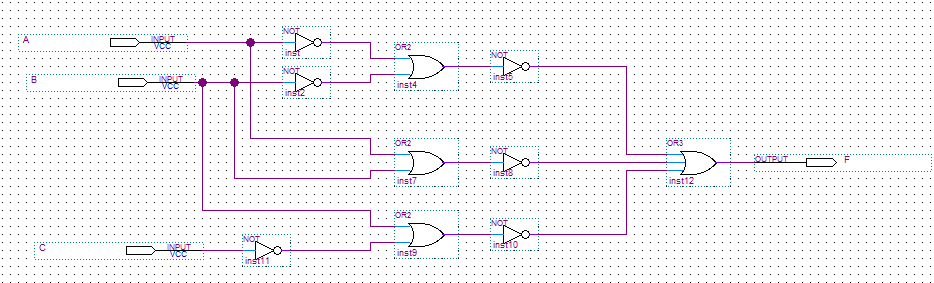 A
INPUT
VCC
NOT
inst
OR2
inst4
NOT
inst5
B
INPUT
VCC
NOT
inst2
OR2
inst7
NOT
inst8
OR3
inst12
OUTPUT
F
OR2
inst9
NOT
inst10
C
INPUT
VCC
NOT
inst11